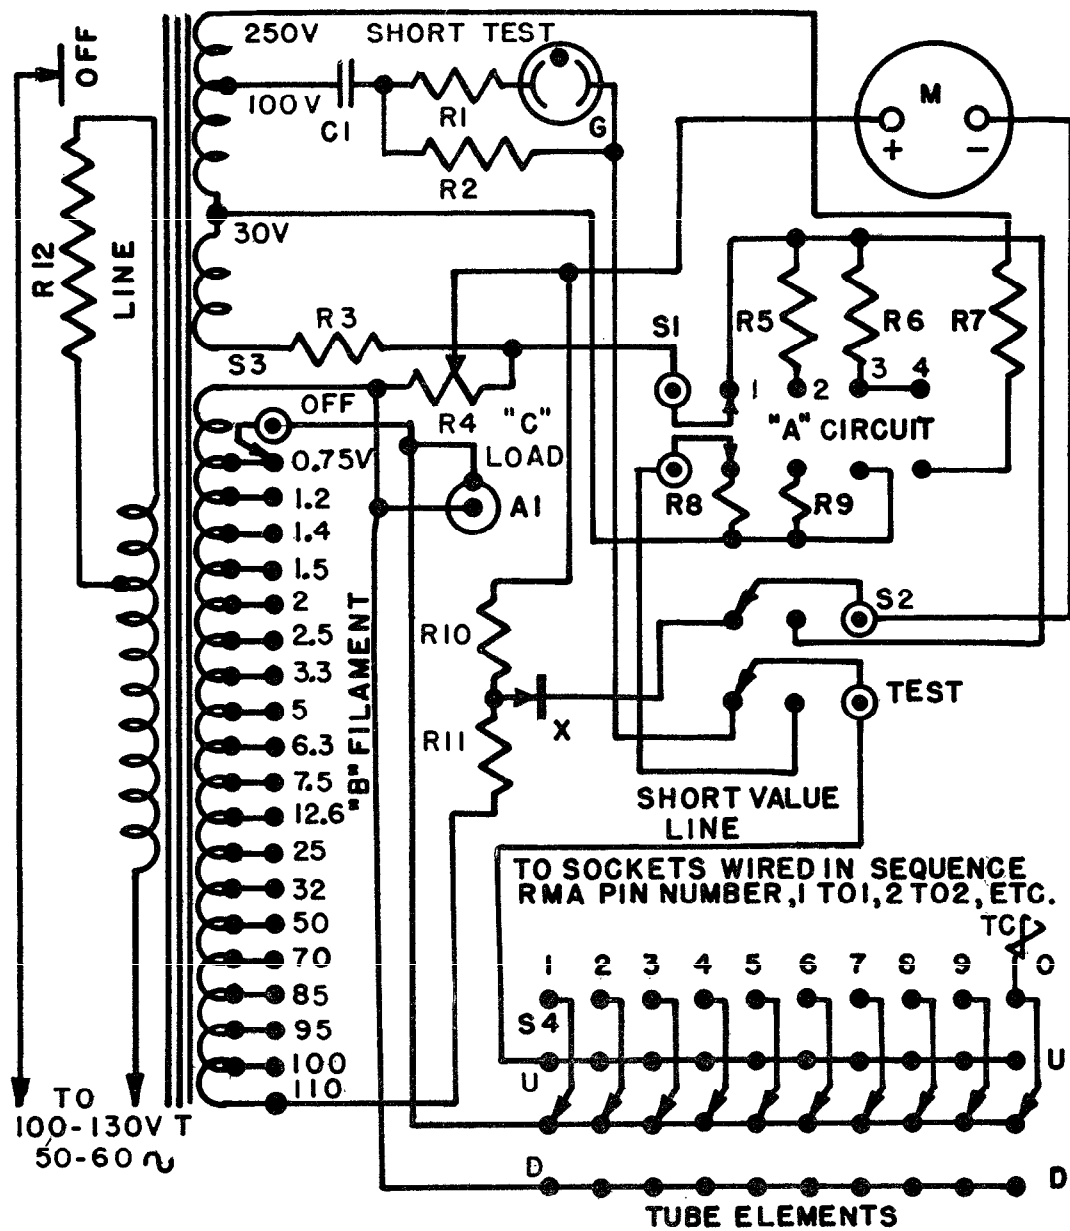 OFF
250V
SHORT TEST
100V
C1
R1
G
R2
M
+
-
30V
R12
LINE
R3
S3
S1
R5
R6
R7
1
2
3
4
"A" CIRCUIT
OFF
R4
"C"
LOAD
0.75V
A1
R8
R9
1.2
1.4
1.5
2
2.5
3.3
5
6.3
7.5
12.6
25
32
50
70
85
95
100
110
"B" FILAMENT
R10
S2
R11
X
TEST
SHORT VALUE
LINE
TO SOCKETS WIRED IN SEQUENCE
RMA PIN NUMBER, 1 TO1, 2 TO2, ETC.
TC
1 2 3 4 5 6 7 8 9 0
S4
U
U
D
D
TUBE ELEMENTS
TO
100-130V T
50-60 ~